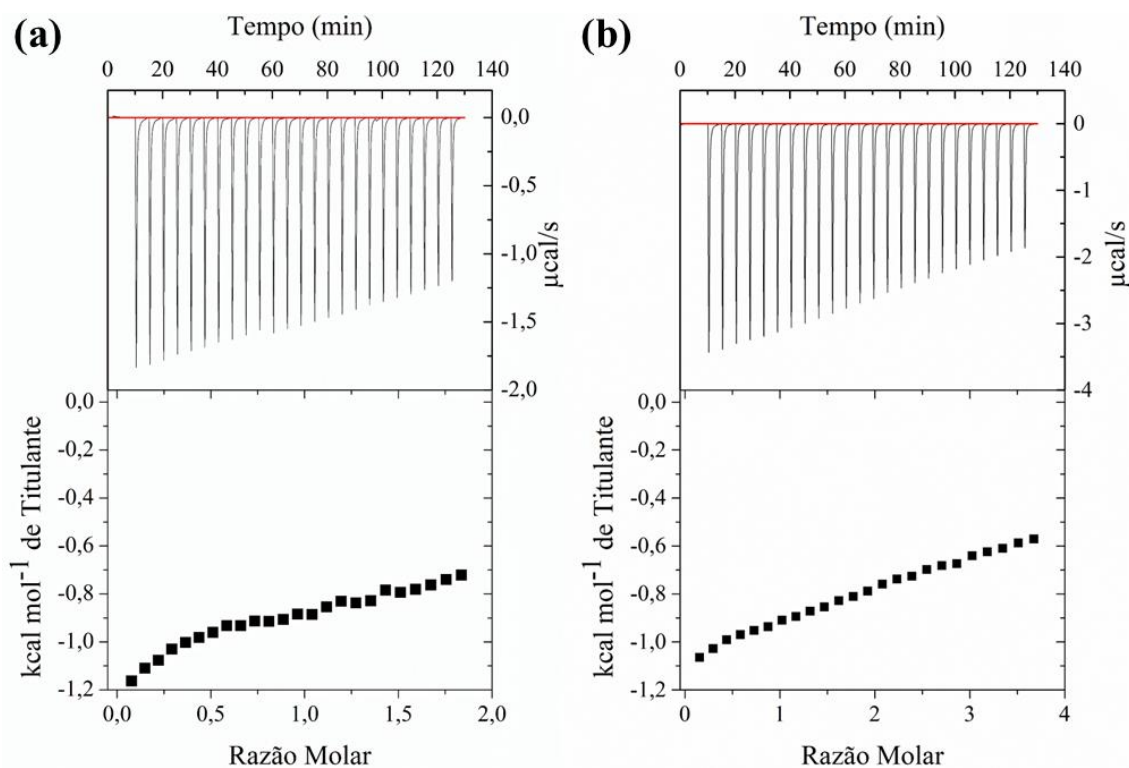 (a)
Tempo (min)
0 20 40 60 80 100 120 140
0,0
-0,5
-1,0
-1,5
-2,0
µcal/s
0,0
-0,2
-0,4
-0,6
-0,8
-1,0
-1,2
kcal mol⁻¹ de Titulante
0,0 0,5 1,0 1,5 2,0
Razão Molar
(b)
Tempo (min)
0 20 40 60 80 100 120 140
0
-1
-2
-3
-4
µcal/s
0,0
-0,2
-0,4
-0,6
-0,8
-1,0
-1,2
kcal mol⁻¹ de Titulante
0 1 2 3 4
Razão Molar